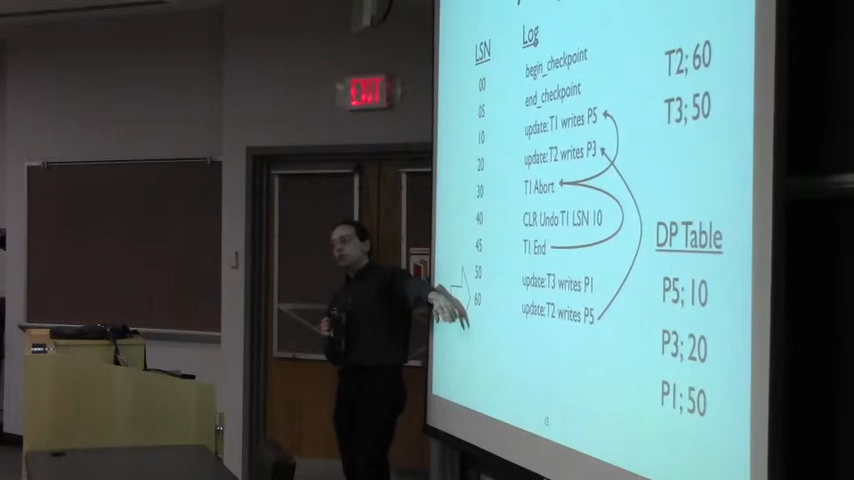 EXIT
LSN Log
00 begin_checkpoint
05 end_checkpoint
10 update: T1 writes P5
20 update: T2 writes P3
30 T1 Abort
40 CLR Undo T1 LSN 10
45 T1 End
50 update: T3 writes P1
60 update: T2 writes P5
T2; 60
T3; 50
DP Table
P5; 10
P3; 20
P1; 50